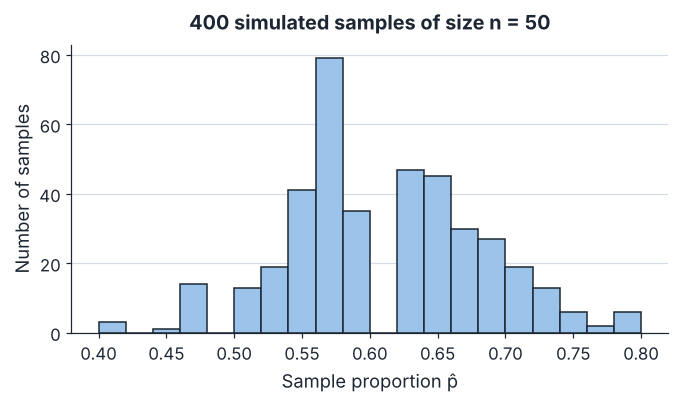 400 simulated samples of size n = 50
Number of samples
80
60
40
20
0
0.40 0.45 0.50 0.55 0.60 0.65 0.70 0.75 0.80
Sample proportion p̂